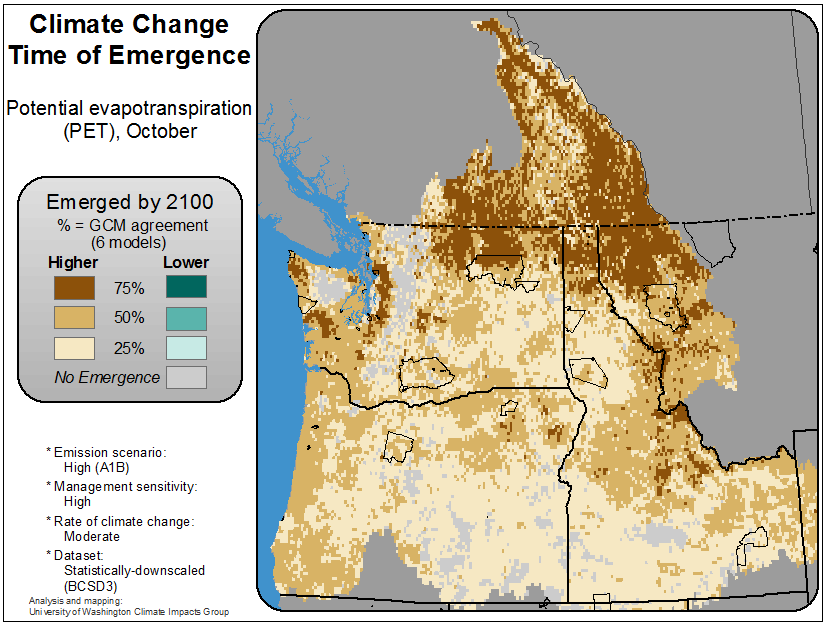 Climate Change
Time of Emergence
Potential evapotranspiration
(PET), October
Emerged by 2100
% = GCM agreement
(6 models)
Higher Lower
75%
50%
25%
No Emergence
* Emission scenario:
High (A1B)
* Management sensitivity:
High
* Rate of climate change:
Moderate
* Dataset:
Statistically-downscaled
(BCSD3)
Analysis and mapping:
University of Washington Climate Impacts Group